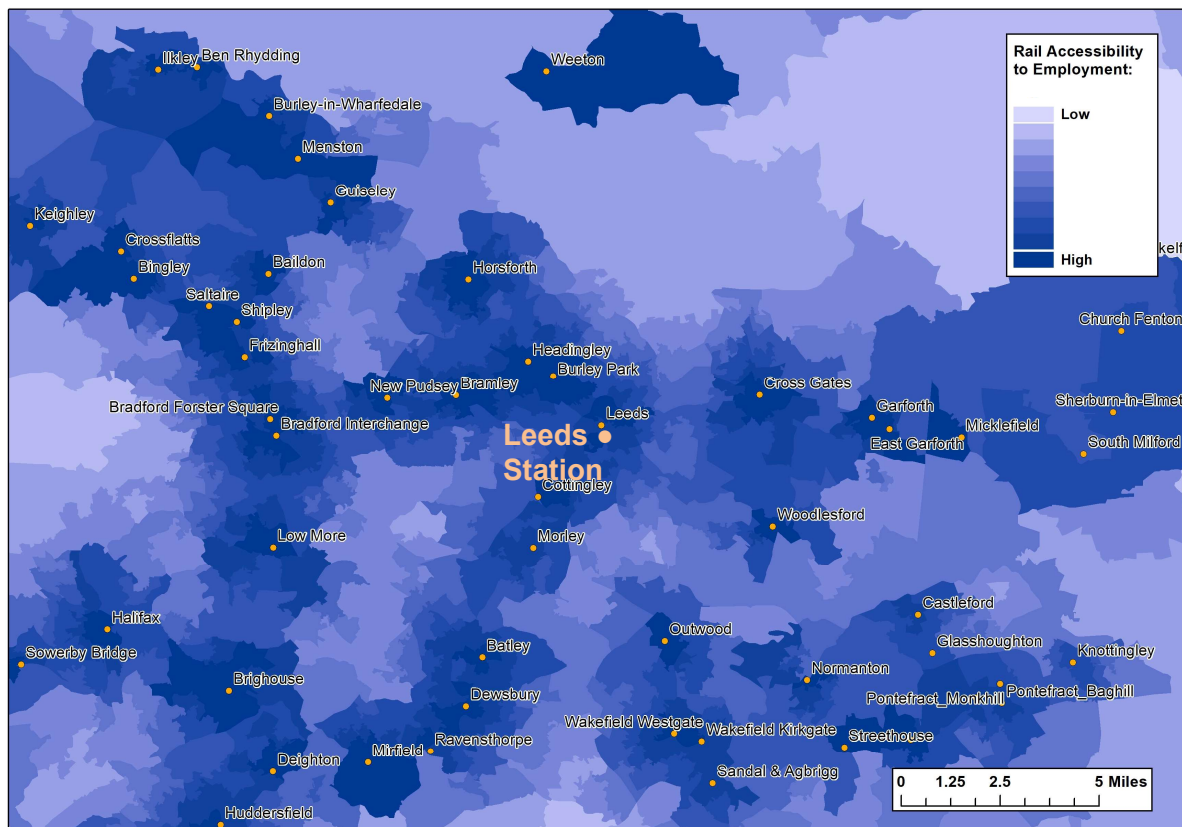 Ilkley
Ben Rhydding
Weeton
Rail Accessibility
to Employment:
Low
High
Burley-in-Wharfedale
Menston
Guiseley
Keighley
Crossflatts
Bingley
Baildon
Horsforth
kelf
Saltaire
Shipley
Church Fenton
Frizinghall
Headingley
Burley Park
New Pudsey
Bramley
Cross Gates
Bradford Forster Square
Bradford Interchange
Leeds
Garforth
East Garforth
Micklefield
Sherburn-in-Elmet
South Milford
Leeds
Station
Cottingley
Woodlesford
Low More
Morley
Halifax
Castleford
Outwood
Sowerby Bridge
Batley
Glasshoughton
Knottingley
Brighouse
Normanton
Pontefract_Monkhill
Pontefract_Baghill
Dewsbury
Wakefield Westgate
Wakefield Kirkgate
Streethouse
Ravensthorpe
Mirfield
Deighton
Sandal & Agbrigg
0 1.25 2.5 5 Miles
Huddersfield